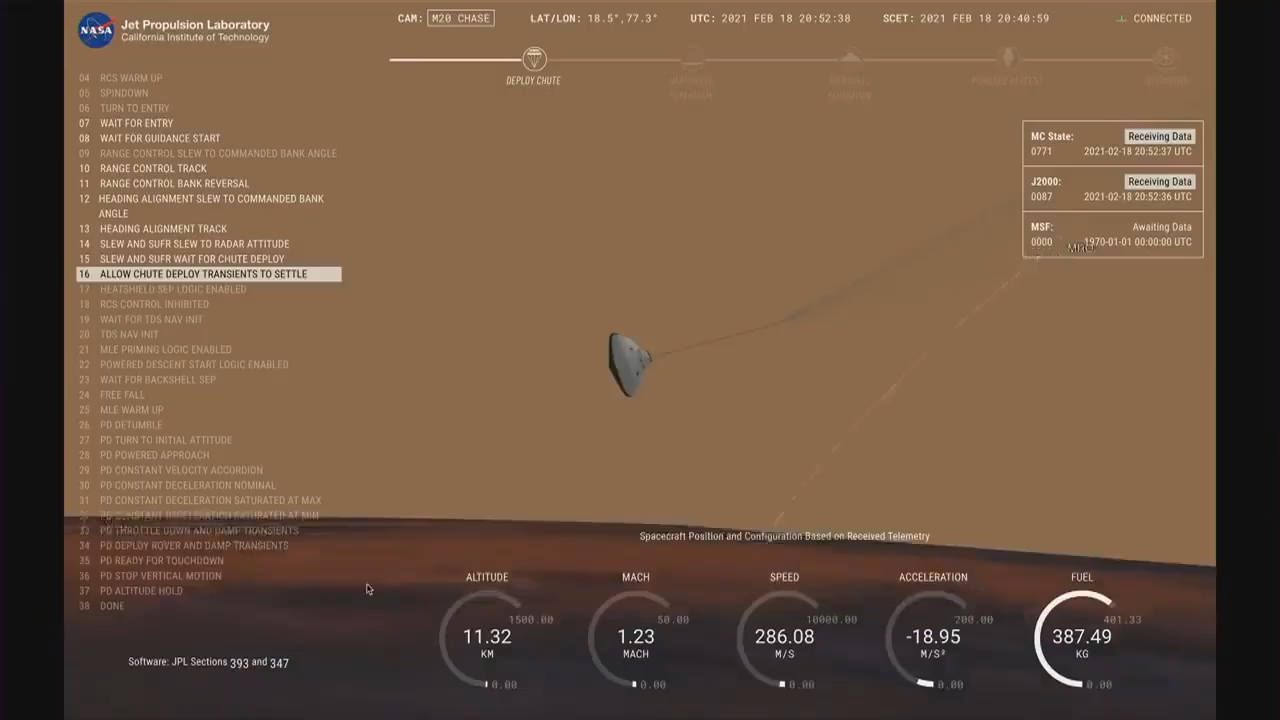 NASA
Jet Propulsion Laboratory
California Institute of Technology
CAM: M20 CHASE
LAT/LON: 18.5°,77.3°
UTC: 2021 FEB 18 20:52:38
SCET: 2021 FEB 18 20:40:59
CONNECTED
DEPLOY CHUTE
04 RCS WARM UP
05 SPINDOWN
06 TURN TO ENTRY
07 WAIT FOR ENTRY
08 WAIT FOR GUIDANCE START
09 RANGE CONTROL SLEW TO COMMANDED BANK ANGLE
10 RANGE CONTROL TRACK
11 RANGE CONTROL BANK REVERSAL
12 HEADING ALIGNMENT SLEW TO COMMANDED BANK
ANGLE
13 HEADING ALIGNMENT TRACK
14 SLEW AND SUFR SLEW TO RADAR ATTITUDE
15 SLEW AND SUFR WAIT FOR CHUTE DEPLOY
16 ALLOW CHUTE DEPLOY TRANSIENTS TO SETTLE
17 HEATSHIELD SEP LOGIC ENABLED
18 RCS CONTROL INHIBITED
19 WAIT FOR TDS NAV INIT
20 TDS NAV INIT
21 MLE PRIMING LOGIC ENABLED
22 POWERED DESCENT START LOGIC ENABLED
23 WAIT FOR BACKSHELL SEP
24 FREE FALL
25 MLE WARM UP
26 PD DETUMBLE
27 PD TURN TO INITIAL ATTITUDE
28 PD POWERED APPROACH
29 PD CONSTANT VELOCITY ACCORDION
30 PD CONSTANT DECELERATION NOMINAL
31 PD CONSTANT DECELERATION SATURATED AT MAX
32 PD CONSTANT DECELERATION SATURATED AT MIN
33 PD THROTTLE DOWN AND DAMP TRANSIENTS
34 PD DEPLOY ROVER AND DAMP TRANSIENTS
35 PD READY FOR TOUCHDOWN
36 PD STOP VERTICAL MOTION
37 PD ALTITUDE HOLD
38 DONE
Software: JPL Sections 393 and 347
MC State: Receiving Data
0771 2021-02-18 20:52:37 UTC
J2000: Receiving Data
0087 2021-02-18 20:52:36 UTC
MSF: Awaiting Data
0000 1970-01-01 00:00:00 UTC
Spacecraft Position and Configuration Based on Received Telemetry
ALTITUDE
1500.00
11.32
KM
0.00
MACH
50.00
1.23
MACH
0.00
SPEED
10000.00
286.08
M/S
0.00
ACCELERATION
200.00
-18.95
M/S²
0.00
FUEL
401.33
387.49
KG
0.00